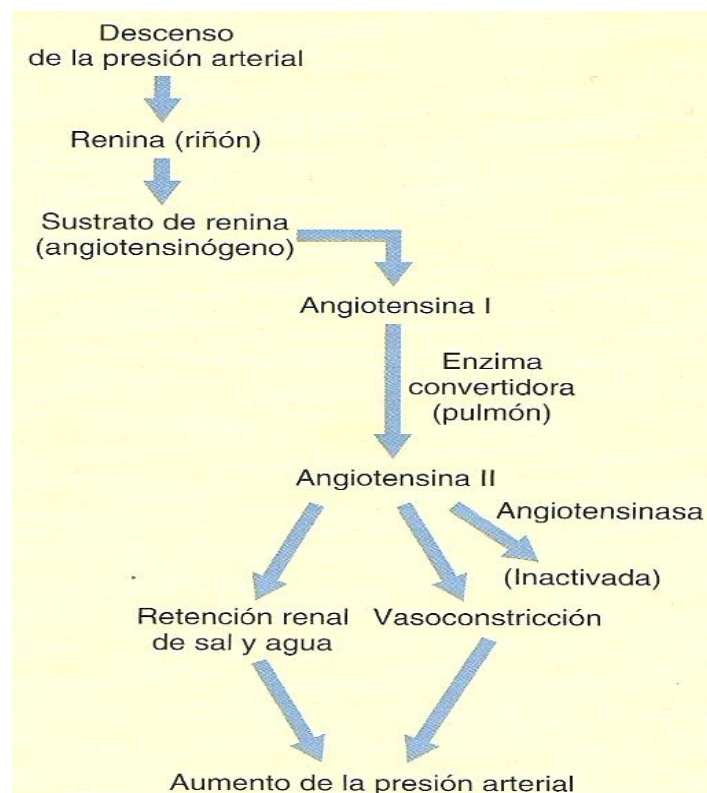 Descenso
de la presión arterial
Renina (riñón)
Sustrato de renina
(angiotensinógeno)
Angiotensina I
Enzima
convertidora
(pulmón)
Angiotensina II
Angiotensinasa
(Inactivada)
Retención renal
de sal y agua
Vasoconstricción
Aumento de la presión arterial